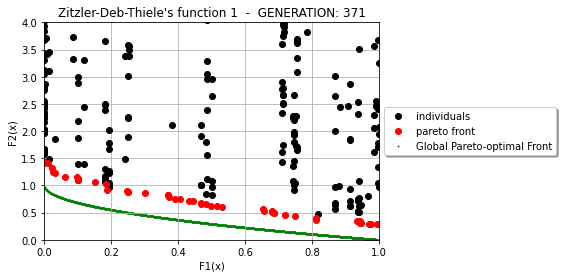 Zitzler-Deb-Thiele's function 1 - GENERATION: 371
4.0
3.5
3.0
2.5
2.0
1.5
1.0
0.5
0.0
F2(x)
0.0 0.2 0.4 0.6 0.8 1.0
F1(x)
individuals
pareto front
Global Pareto-optimal Front